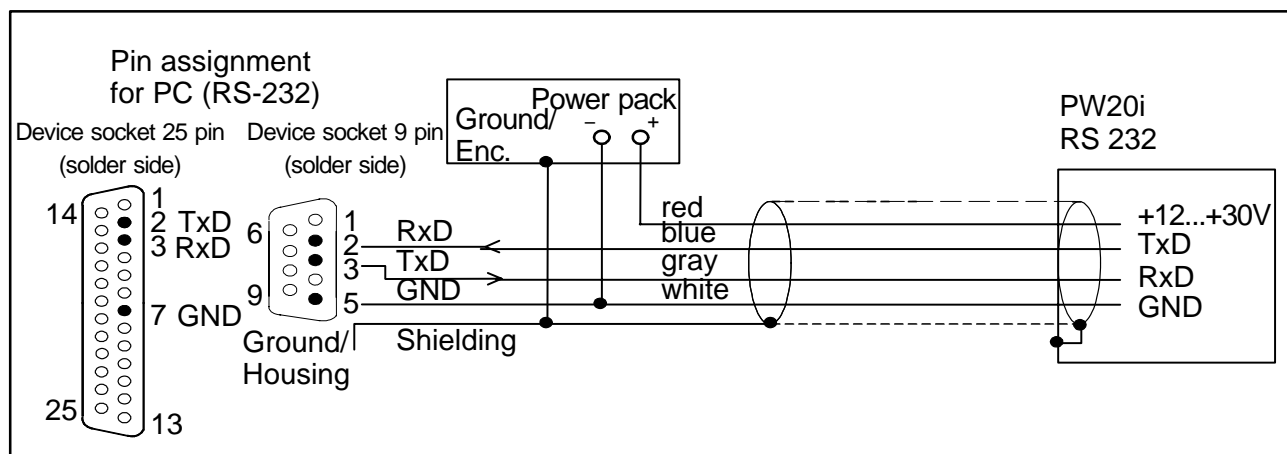 Pin assignment
for PC (RS-232)
Device socket 25 pin
(solder side)
14
1
2 TxD
3 RxD
7 GND
25
13
Device socket 9 pin
(solder side)
6
9
1
2
3
5
RxD
TxD
GND
Ground/
Housing
Shielding
Power pack
Ground/
Enc.
− +
red
blue
gray
white
PW20i
RS 232
+12...+30V
TxD
RxD
GND